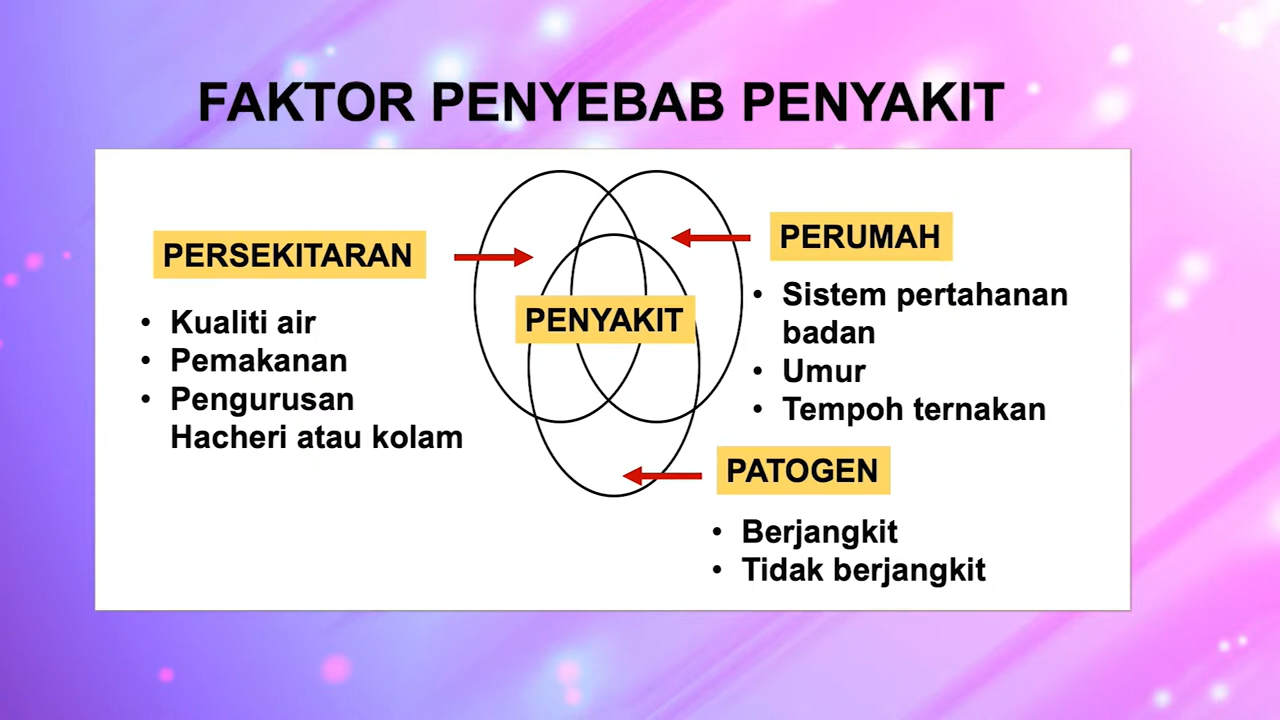 FAKTOR PENYEBAB PENYAKIT
PERSEKITARAN
• Kualiti air
• Pemakanan
• Pengurusan
Hacheri atau kolam
PENYAKIT
PERUMAH
• Sistem pertahanan
badan
• Umur
• Tempoh ternakan
PATOGEN
• Berjangkit
• Tidak berjangkit